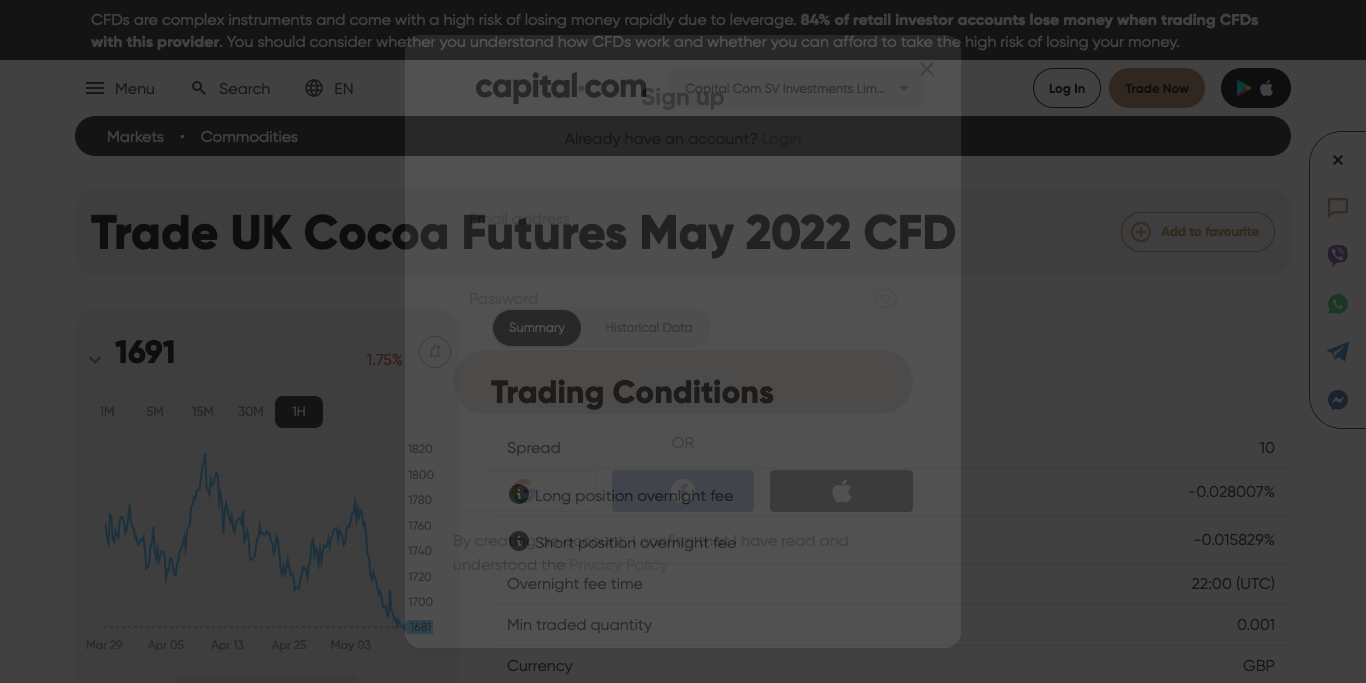 CFDs are complex instruments and come with a high risk of losing money rapidly due to leverage. 84% of retail investor accounts lose money when trading CFDs
with this provider. You should consider whether you understand how CFDs work and whether you can afford to take the high risk of losing your money.
Menu
Search
EN
capital.com
Capital Com SV Investments Lim...
Log In
Trade Now
Sign up
Markets
•
Commodities
Already have an account? Login
Email address
Trade UK Cocoa Futures May 2022 CFD
Add to favourite
Password
Summary
Historical Data
1691
1.75%
Trading Conditions
1M
5M
15M
30M
1H
OR
Spread
10
1820
1800
1780
1760
1740
1720
1700
1681
Mar 29
Apr 05
Apr 13
Apr 25
May 03
Long position overnight fee
-0.028007%
Short position overnight fee
-0.015829%
By creating an account, I confirm that I have read and
understood the Privacy Policy
Overnight fee time
22:00 (UTC)
Min traded quantity
0.001
Currency
GBP